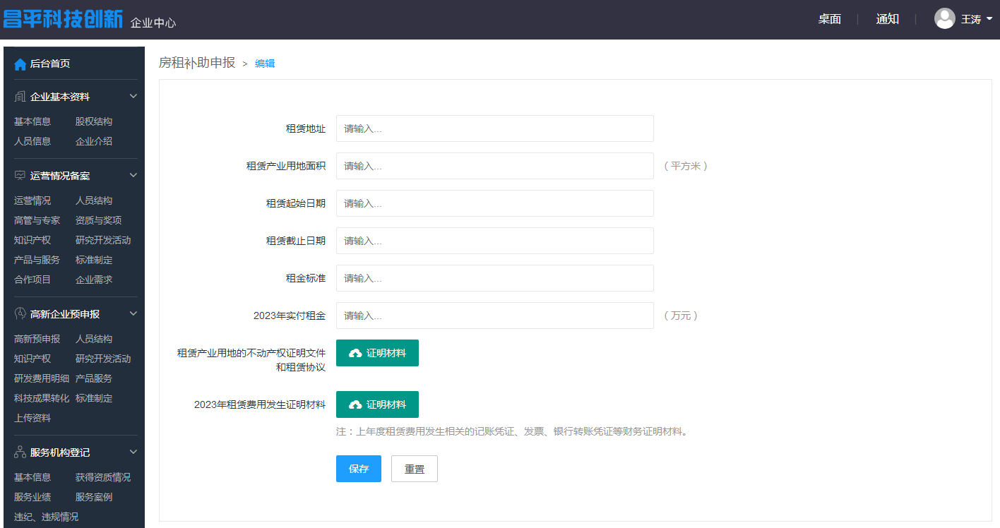 昌平科技创新 企业中心
桌面 通知 王涛
后台首页
企业基本资料
基本信息 股权结构
人员信息 企业介绍
运营情况备案
运营情况 人员结构
高管与专家 资质与奖项
知识产权 研究开发活动
产品与服务 标准制定
合作项目 企业需求
高新企业预申报
高新预申报 人员结构
知识产权 研究开发活动
研发费用明细 产品服务
科技成果转化 标准制定
上传资料
服务机构登记
基本信息 获得资质情况
服务业绩 服务案例
违纪、违规情况
房租补助申报 > 编辑
租赁地址 请输入...
租赁产业用地面积 请输入... （平方米）
租赁起始日期 请输入...
租赁截止日期 请输入...
租金标准 请输入...
2023年实付租金 请输入... （万元）
租赁产业用地的不动产权证明文件
和租赁协议
证明材料
2023年租赁费用发生证明材料 证明材料
注：上年度租赁费用发生相关的记账凭证、发票、银行转账凭证等财务证明材料。
保存 重置